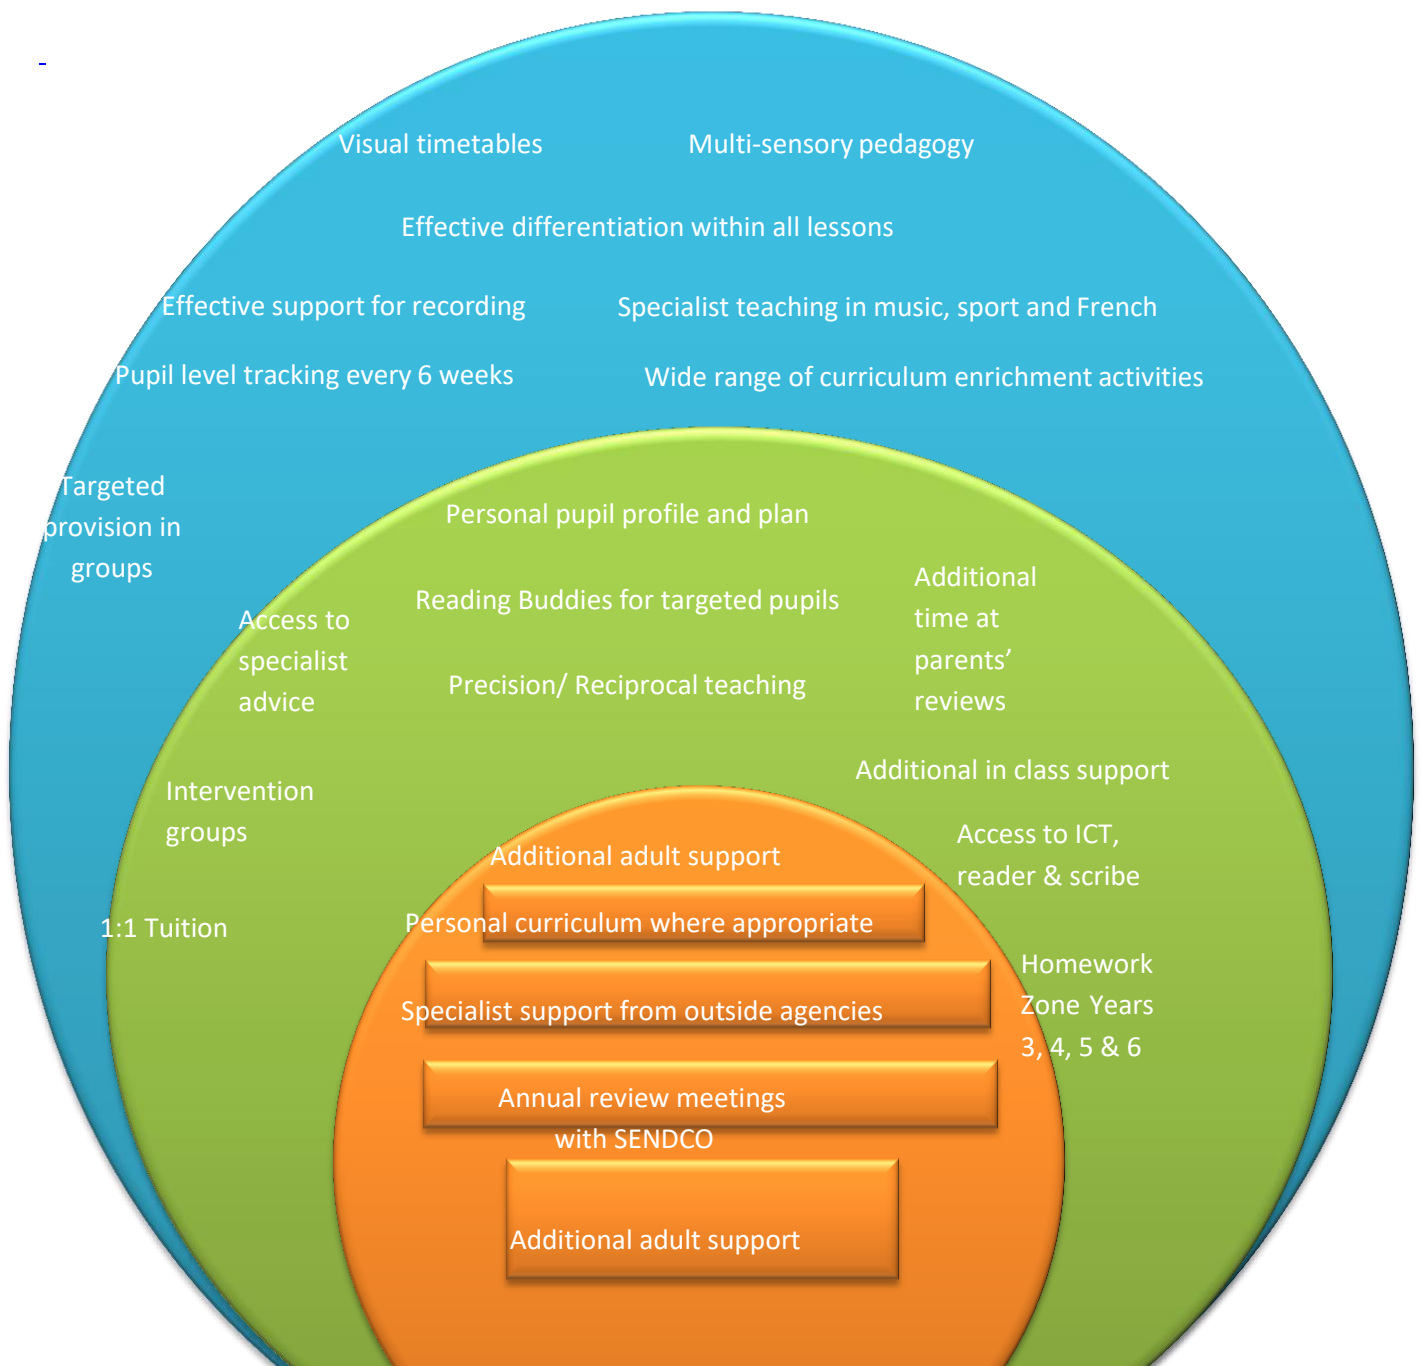 Visual timetables
Multi-sensory pedagogy
Effective differentiation within all lessons
Effective support for recording
Specialist teaching in music, sport and French
Pupil level tracking every 6 weeks
Wide range of curriculum enrichment activities
Targeted
provision in
groups
Personal pupil profile and plan
Reading Buddies for targeted pupils
Additional
time at
parents’
reviews
Access to
specialist
advice
Precision/ Reciprocal teaching
Additional in class support
Intervention
groups
Access to ICT,
reader & scribe
Additional adult support
1:1 Tuition
Personal curriculum where appropriate
Homework
Zone Years
3, 4, 5 & 6
Specialist support from outside agencies
Annual review meetings
with SENDCO
Additional adult support